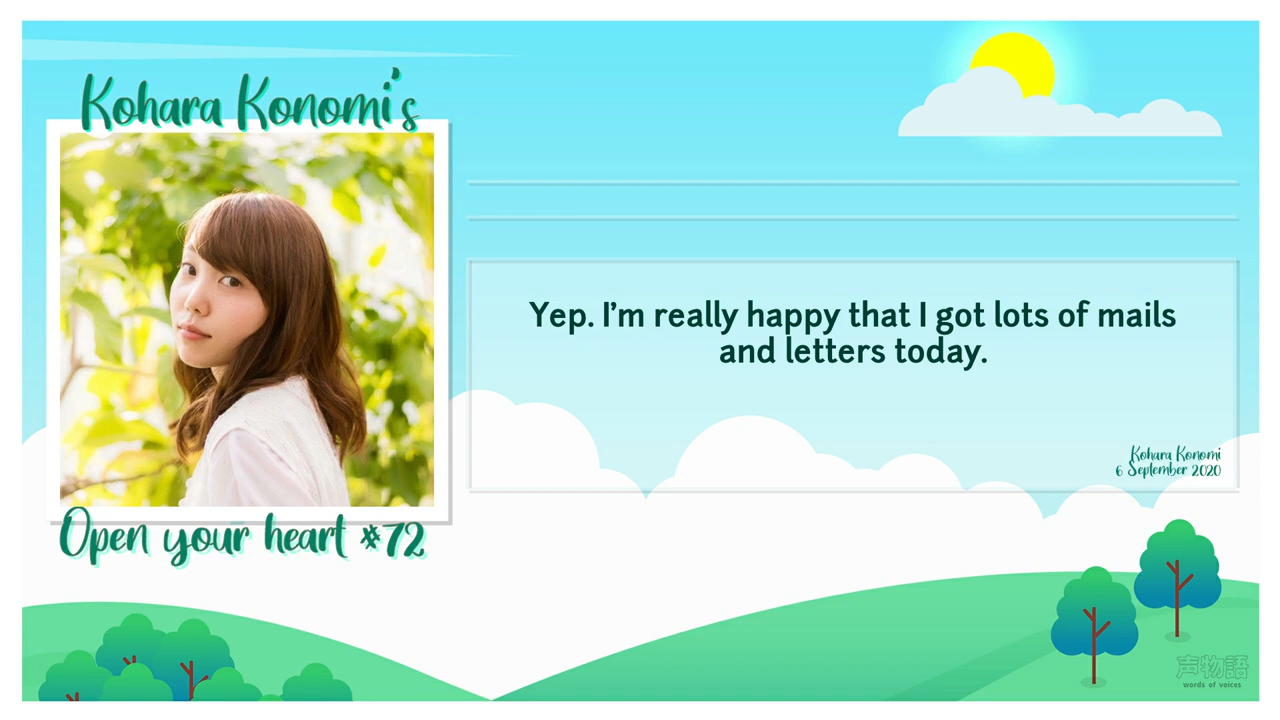 Kohara Konomi's
Yep. I'm really happy that I got lots of mails
and letters today.
Kohara Konomi
6 September 2020
Open your heart #72
声物語
words of voices